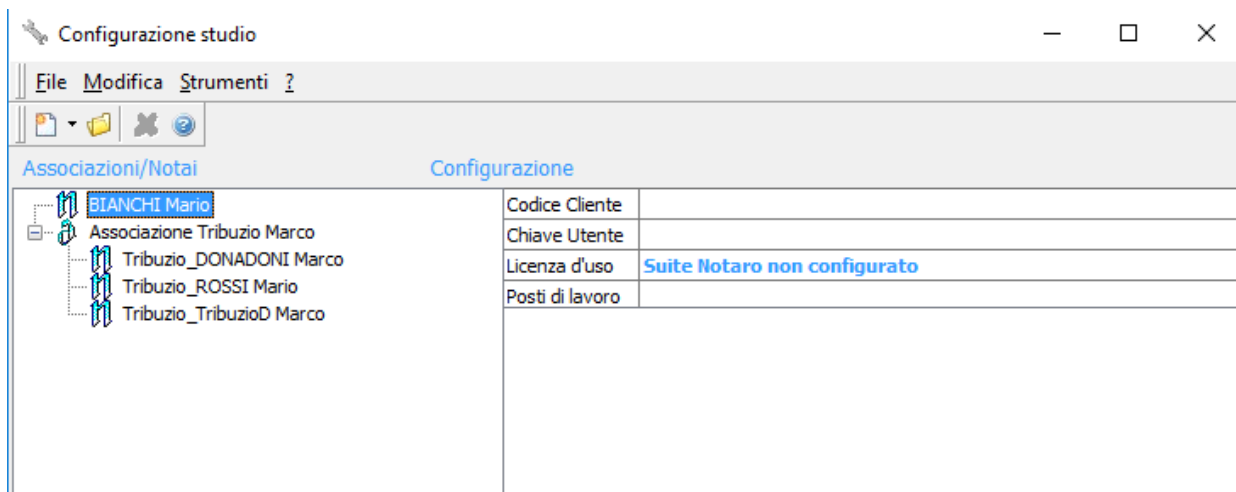 Configurazione studio
File Modifica Strumenti ?
Associazioni/Notai Configurazione
BIANCHI Mario
Associazione Tribuzio Marco
Tribuzio_DONADONI Marco
Tribuzio_ROSSI Mario
Tribuzio_TribuzioD Marco
Codice Cliente
Chiave Utente
Licenza d'uso Suite Notaro non configurato
Posti di lavoro